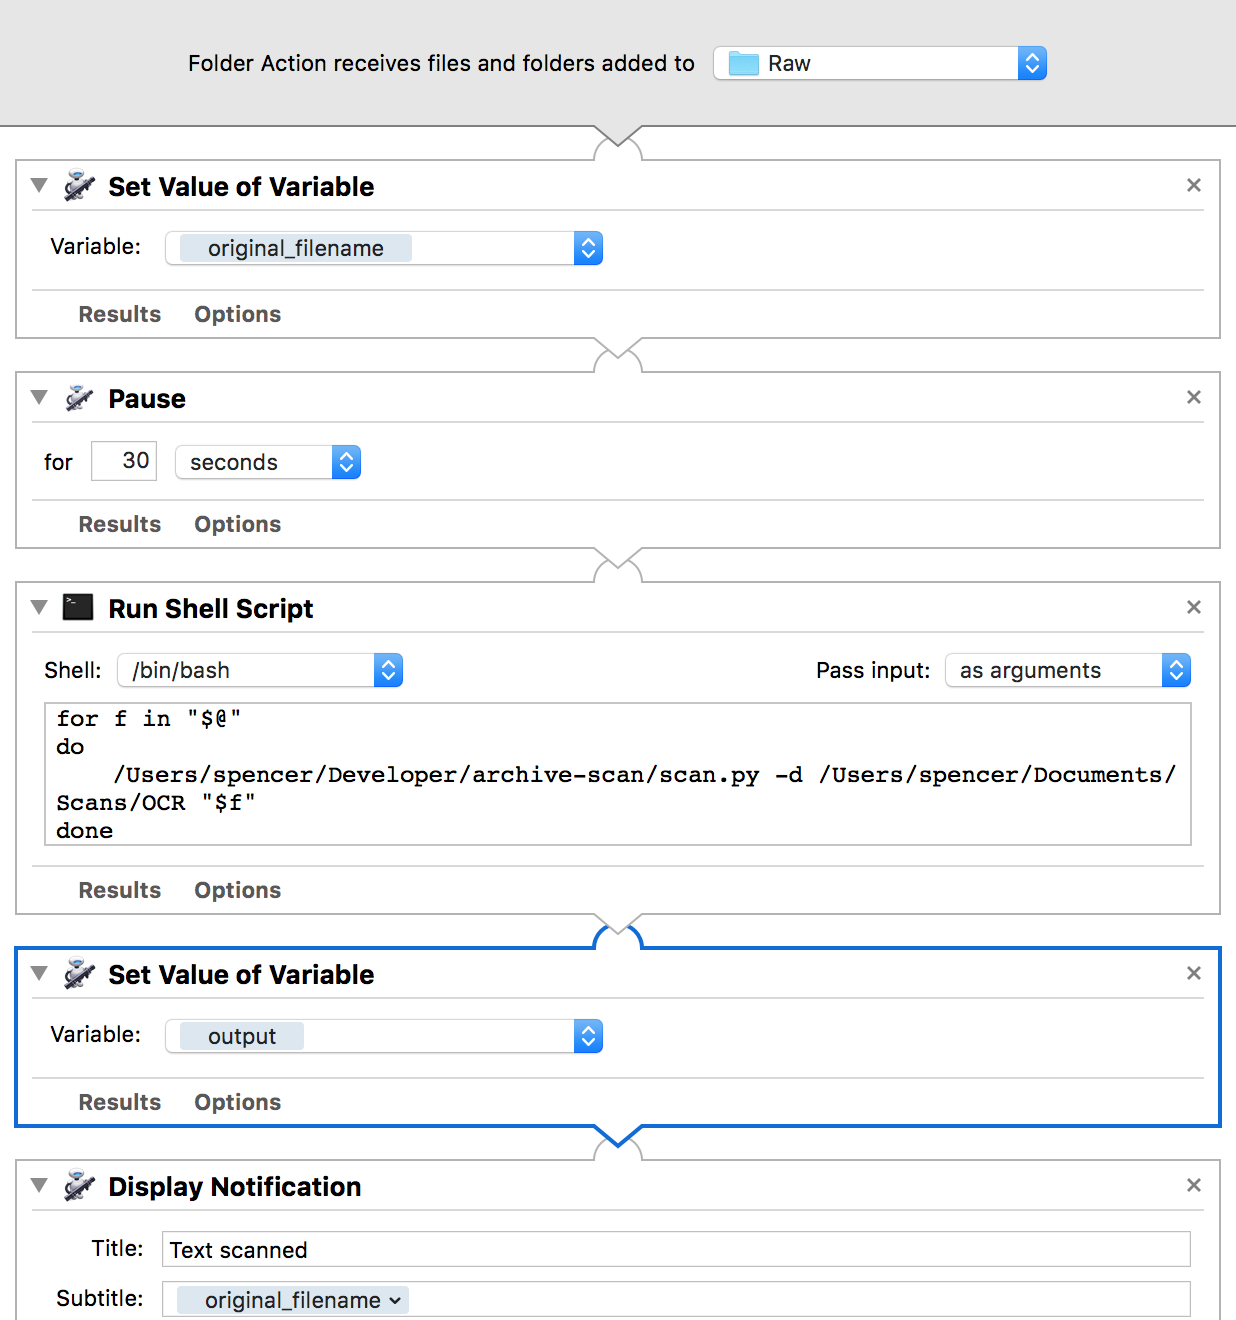 Folder Action receives files and folders added to Raw
Set Value of Variable
Variable: original_filename
Results Options
Pause
for 30 seconds
Results Options
Run Shell Script
Shell: /bin/bash Pass input: as arguments
for f in "$@"
do
/Users/spencer/Developer/archive-scan/scan.py -d /Users/spencer/Documents/
Scans/OCR "$f"
done
Results Options
Set Value of Variable
Variable: output
Results Options
Display Notification
Title: Text scanned
Subtitle: original_filename